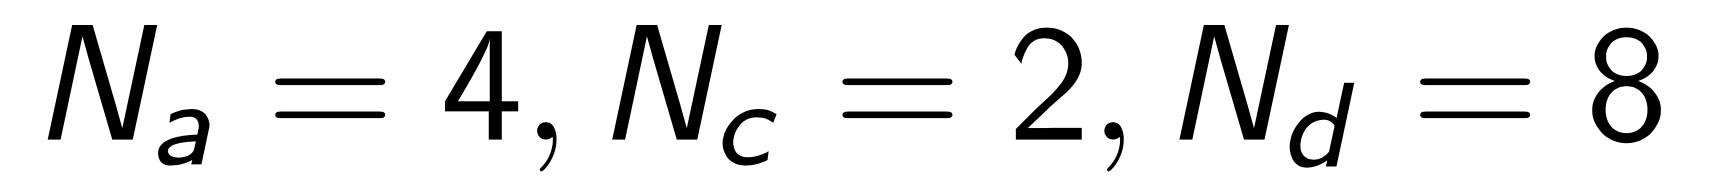 N_a = 4, N_c = 2, N_d = 8